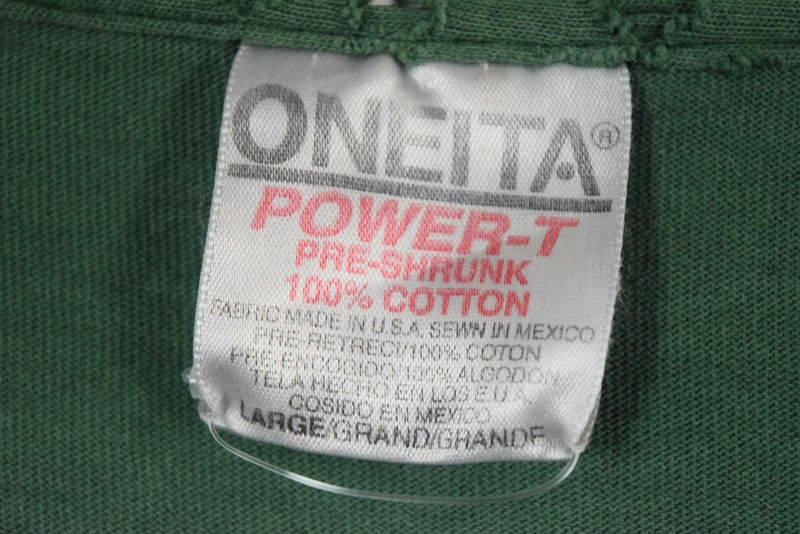 ONEITA®
POWER-T
PRE-SHRUNK
100% COTTON
FABRIC MADE IN U.S.A. SEWN IN MEXICO
PRE-RETRECI/100% COTON
PRE-ENCOGIDO/100% ALGODON
TELA HECHO EN LOS E.U.A.
COSIDO EN MEXICO
LARGE/GRAND/GRANDE